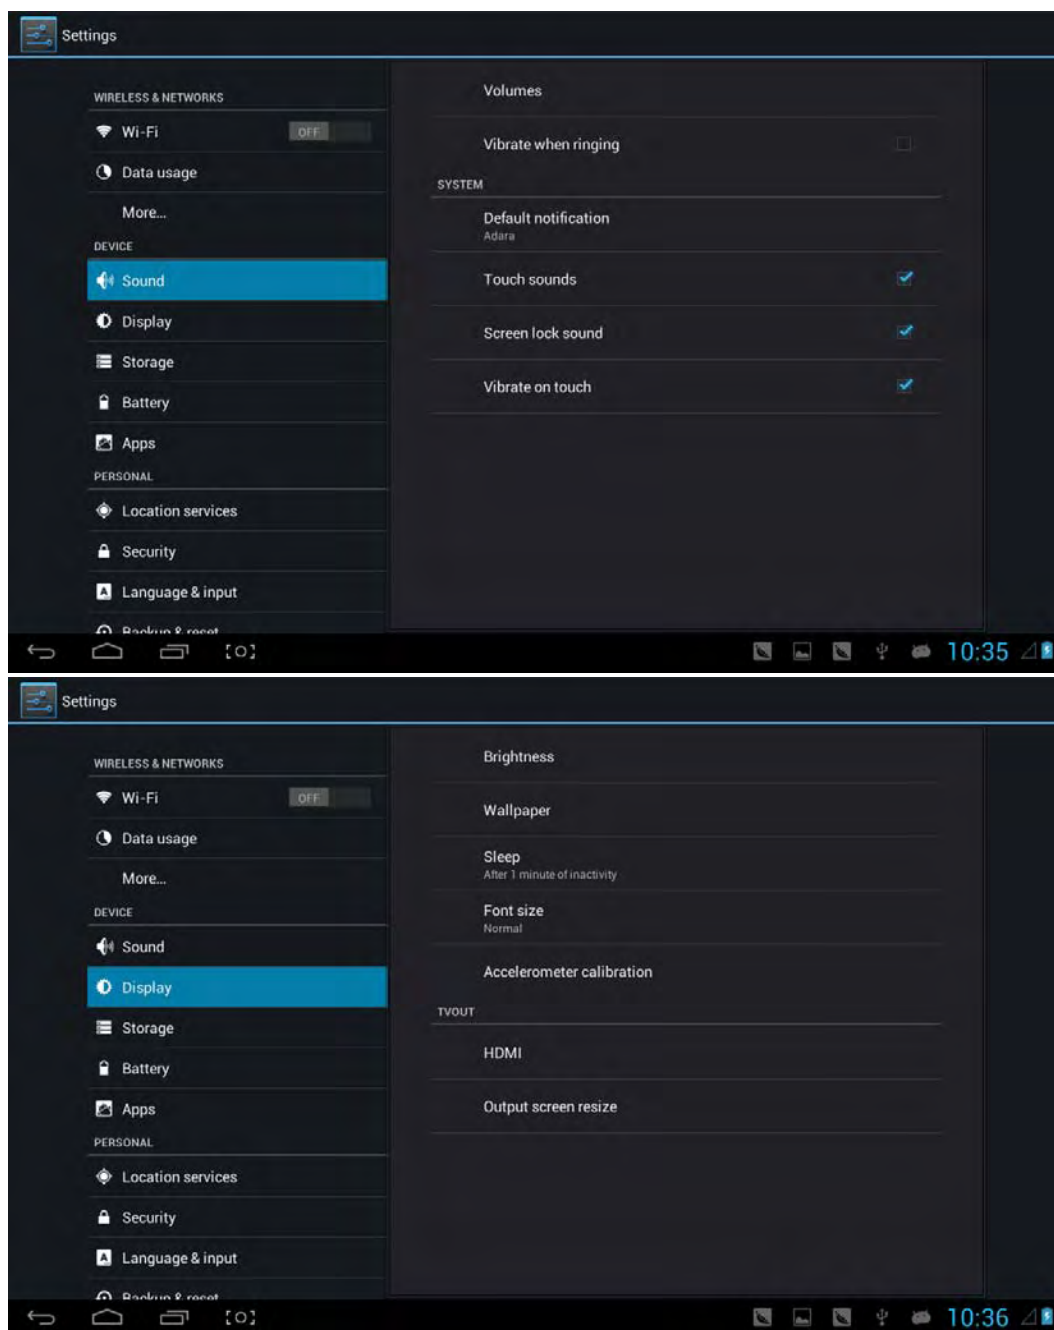 Settings
WIRELESS & NETWORKS
Wi-Fi OFF
Data usage
More...
DEVICE
Sound
Display
Storage
Battery
Apps
PERSONAL
Location services
Security
Language & input
Backup & reset
Volumes
Vibrate when ringing
SYSTEM
Default notification
Adara
Touch sounds
Screen lock sound
Vibrate on touch
10:35
Settings
WIRELESS & NETWORKS
Wi-Fi OFF
Data usage
More...
DEVICE
Sound
Display
Storage
Battery
Apps
PERSONAL
Location services
Security
Language & input
Backup & reset
Brightness
Wallpaper
Sleep
After 1 minute of inactivity
Font size
Normal
Accelerometer calibration
TVOUT
HDMI
Output screen resize
10:36